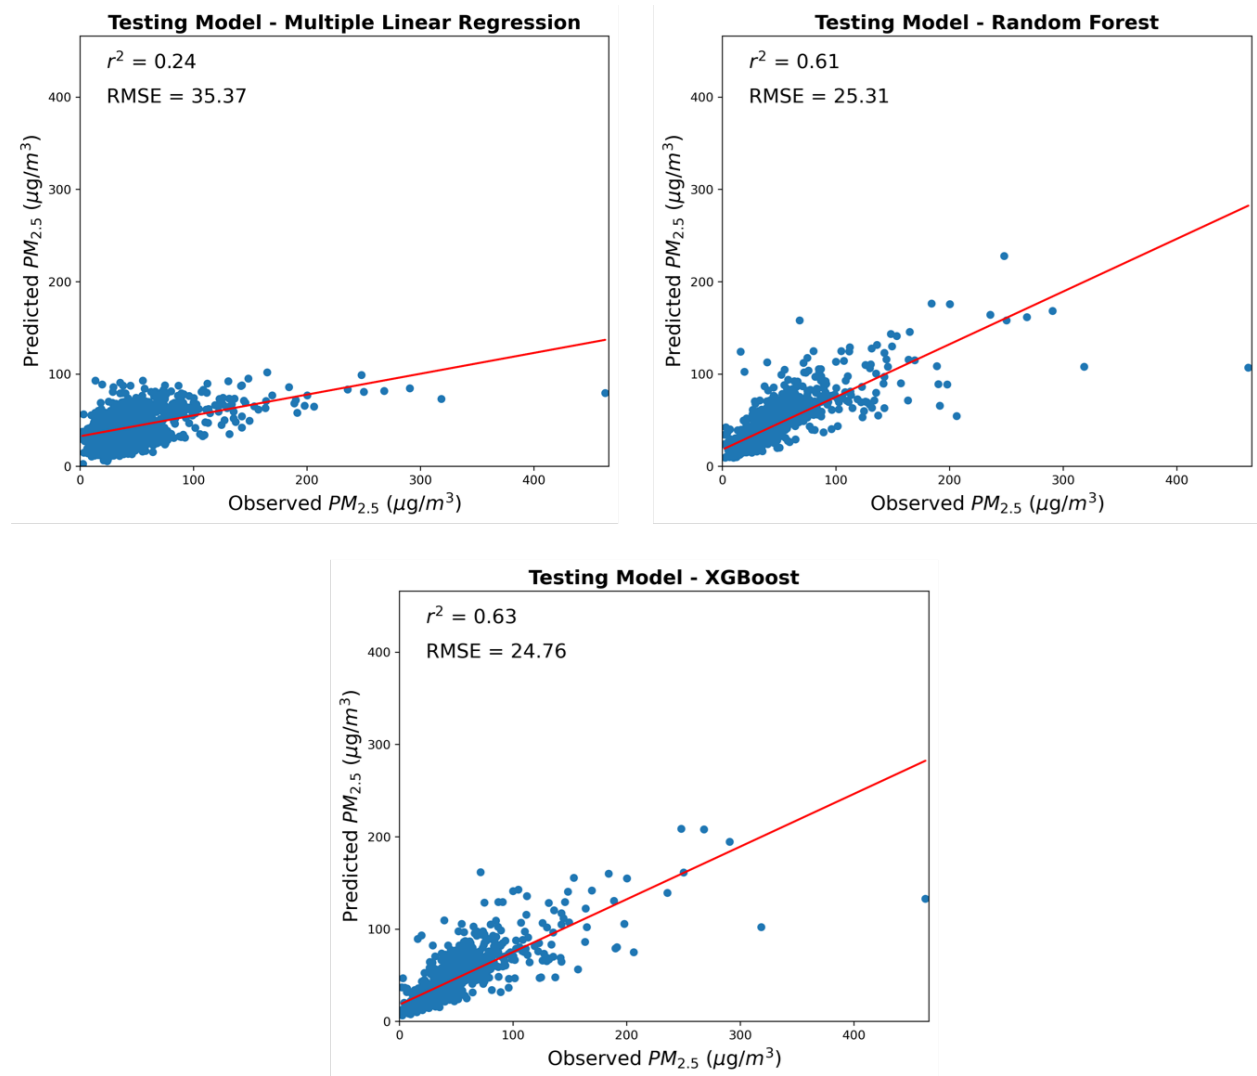 Testing Model - Multiple Linear Regression
r² = 0.24
RMSE = 35.37
Predicted PM₂.₅ (μg/m³)
400
300
200
100
0
0 100 200 300 400
Observed PM₂.₅ (μg/m³)
Testing Model - Random Forest
r² = 0.61
RMSE = 25.31
Predicted PM₂.₅ (μg/m³)
400
300
200
100
0
0 100 200 300 400
Observed PM₂.₅ (μg/m³)
Testing Model - XGBoost
r² = 0.63
RMSE = 24.76
Predicted PM₂.₅ (μg/m³)
400
300
200
100
0
0 100 200 300 400
Observed PM₂.₅ (μg/m³)